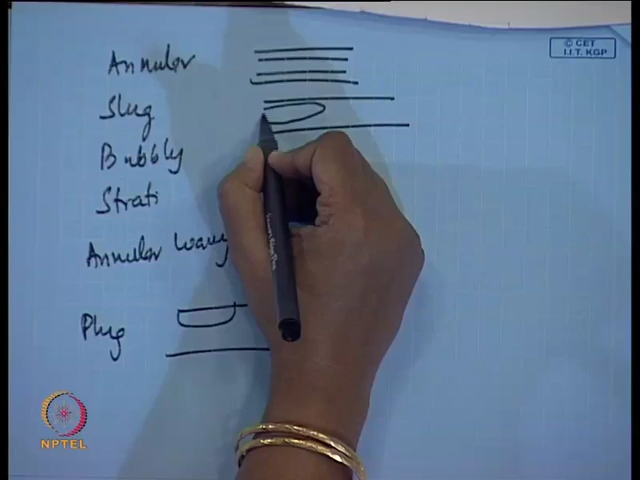 Annular
© CET
I.I.T. KGP
Slug
Bubbly
Strati
Annular Wavy
Plug
NPTEL